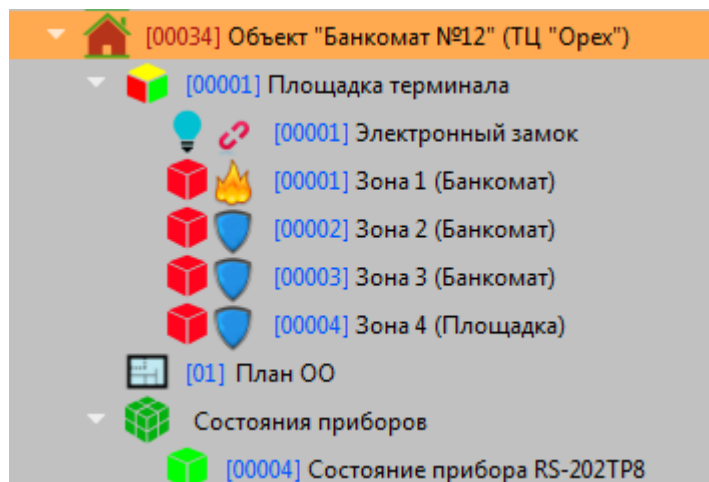 [00034] Объект "Банкомат №12" (ТЦ "Орех")
[00001] Площадка терминала
[00001] Электронный замок
[00001] Зона 1 (Банкомат)
[00002] Зона 2 (Банкомат)
[00003] Зона 3 (Банкомат)
[00004] Зона 4 (Площадка)
[01] План ОО
Состояния приборов
[00004] Состояние прибора RS-202TP8